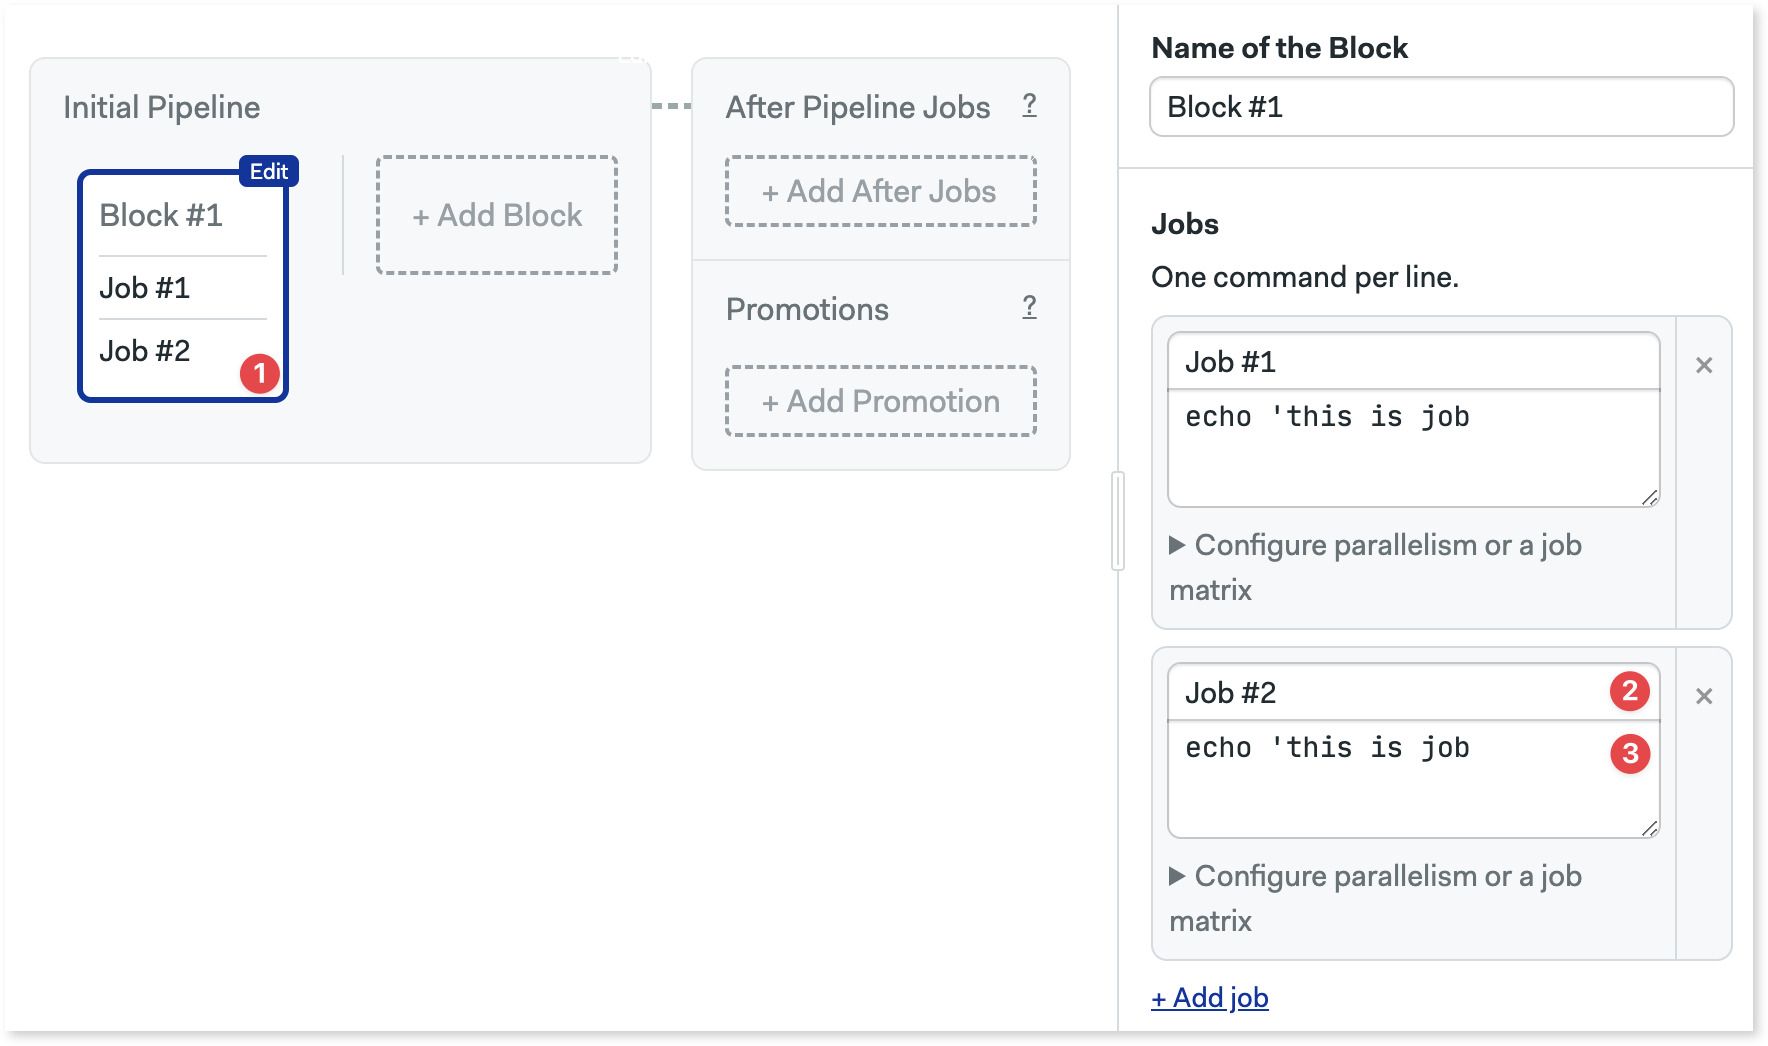 Initial Pipeline
Edit
Block #1
Job #1
Job #2
1
+ Add Block
After Pipeline Jobs ?
+ Add After Jobs
Promotions ?
+ Add Promotion
Name of the Block
Block #1
Jobs
One command per line.
Job #1
×
echo 'this is job
▶ Configure parallelism or a job
matrix
Job #2
2
×
echo 'this is job
3
▶ Configure parallelism or a job
matrix
+ Add job